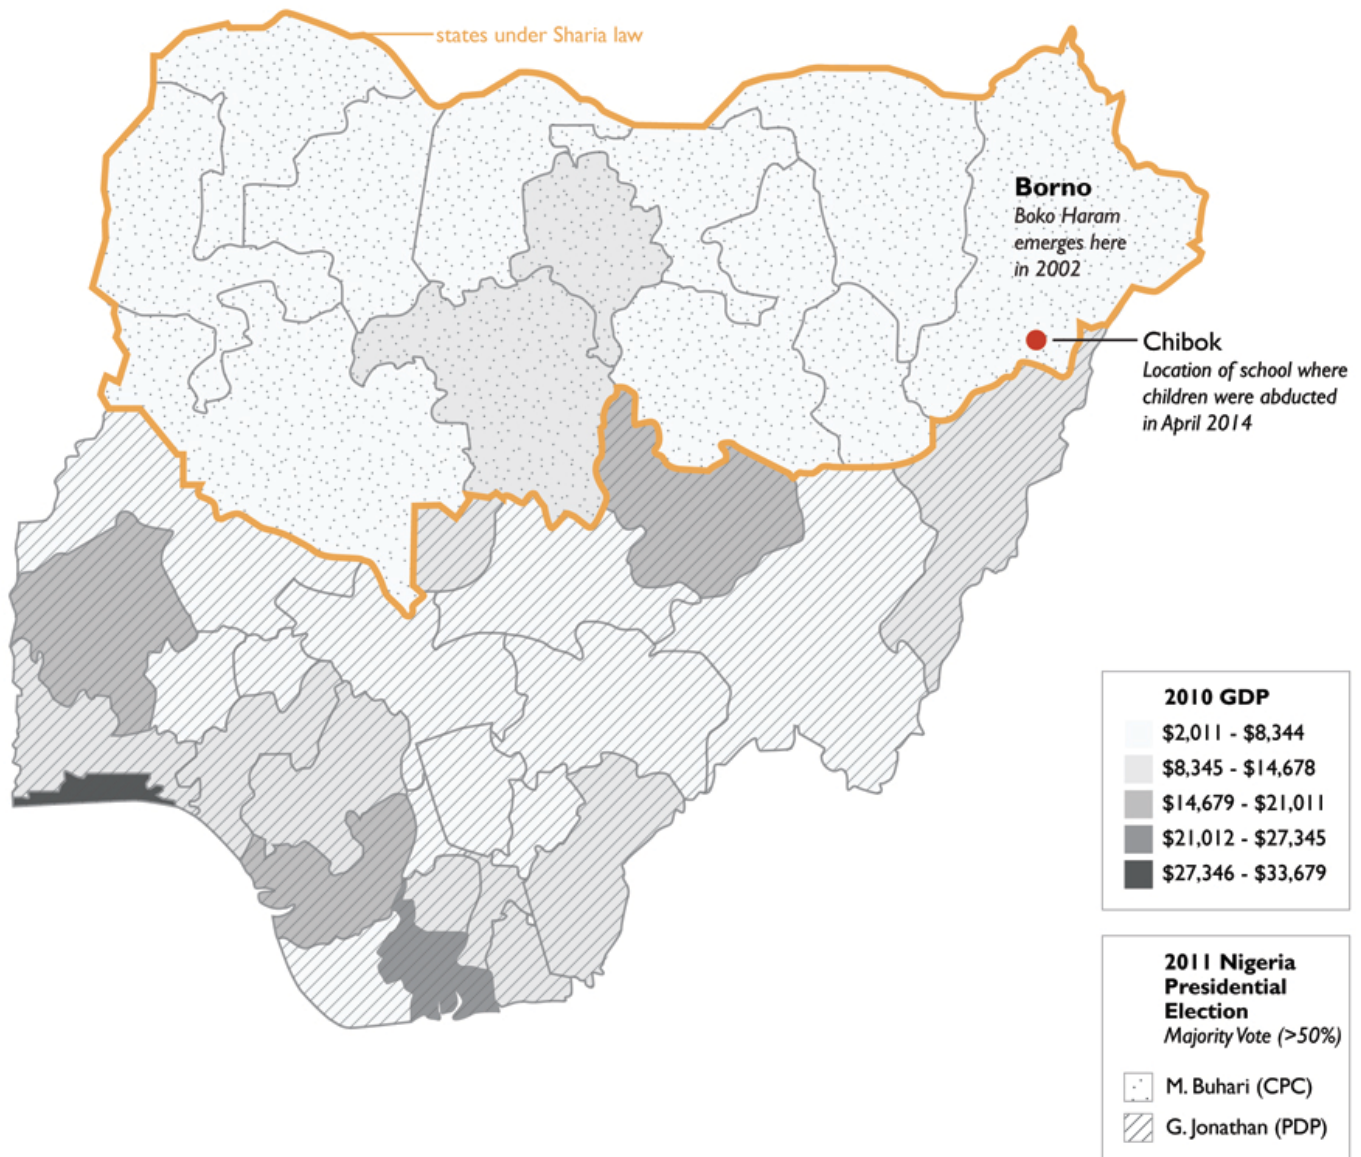 states under Sharia law
Borno
Boko Haram
emerges here
in 2002
Chibok
Location of school where
children were abducted
in April 2014
2010 GDP
$2,011 - $8,344
$8,345 - $14,678
$14,679 - $21,011
$21,012 - $27,345
$27,346 - $33,679
2011 Nigeria
Presidential
Election
Majority Vote (>50%)
M. Buhari (CPC)
G. Jonathan (PDP)